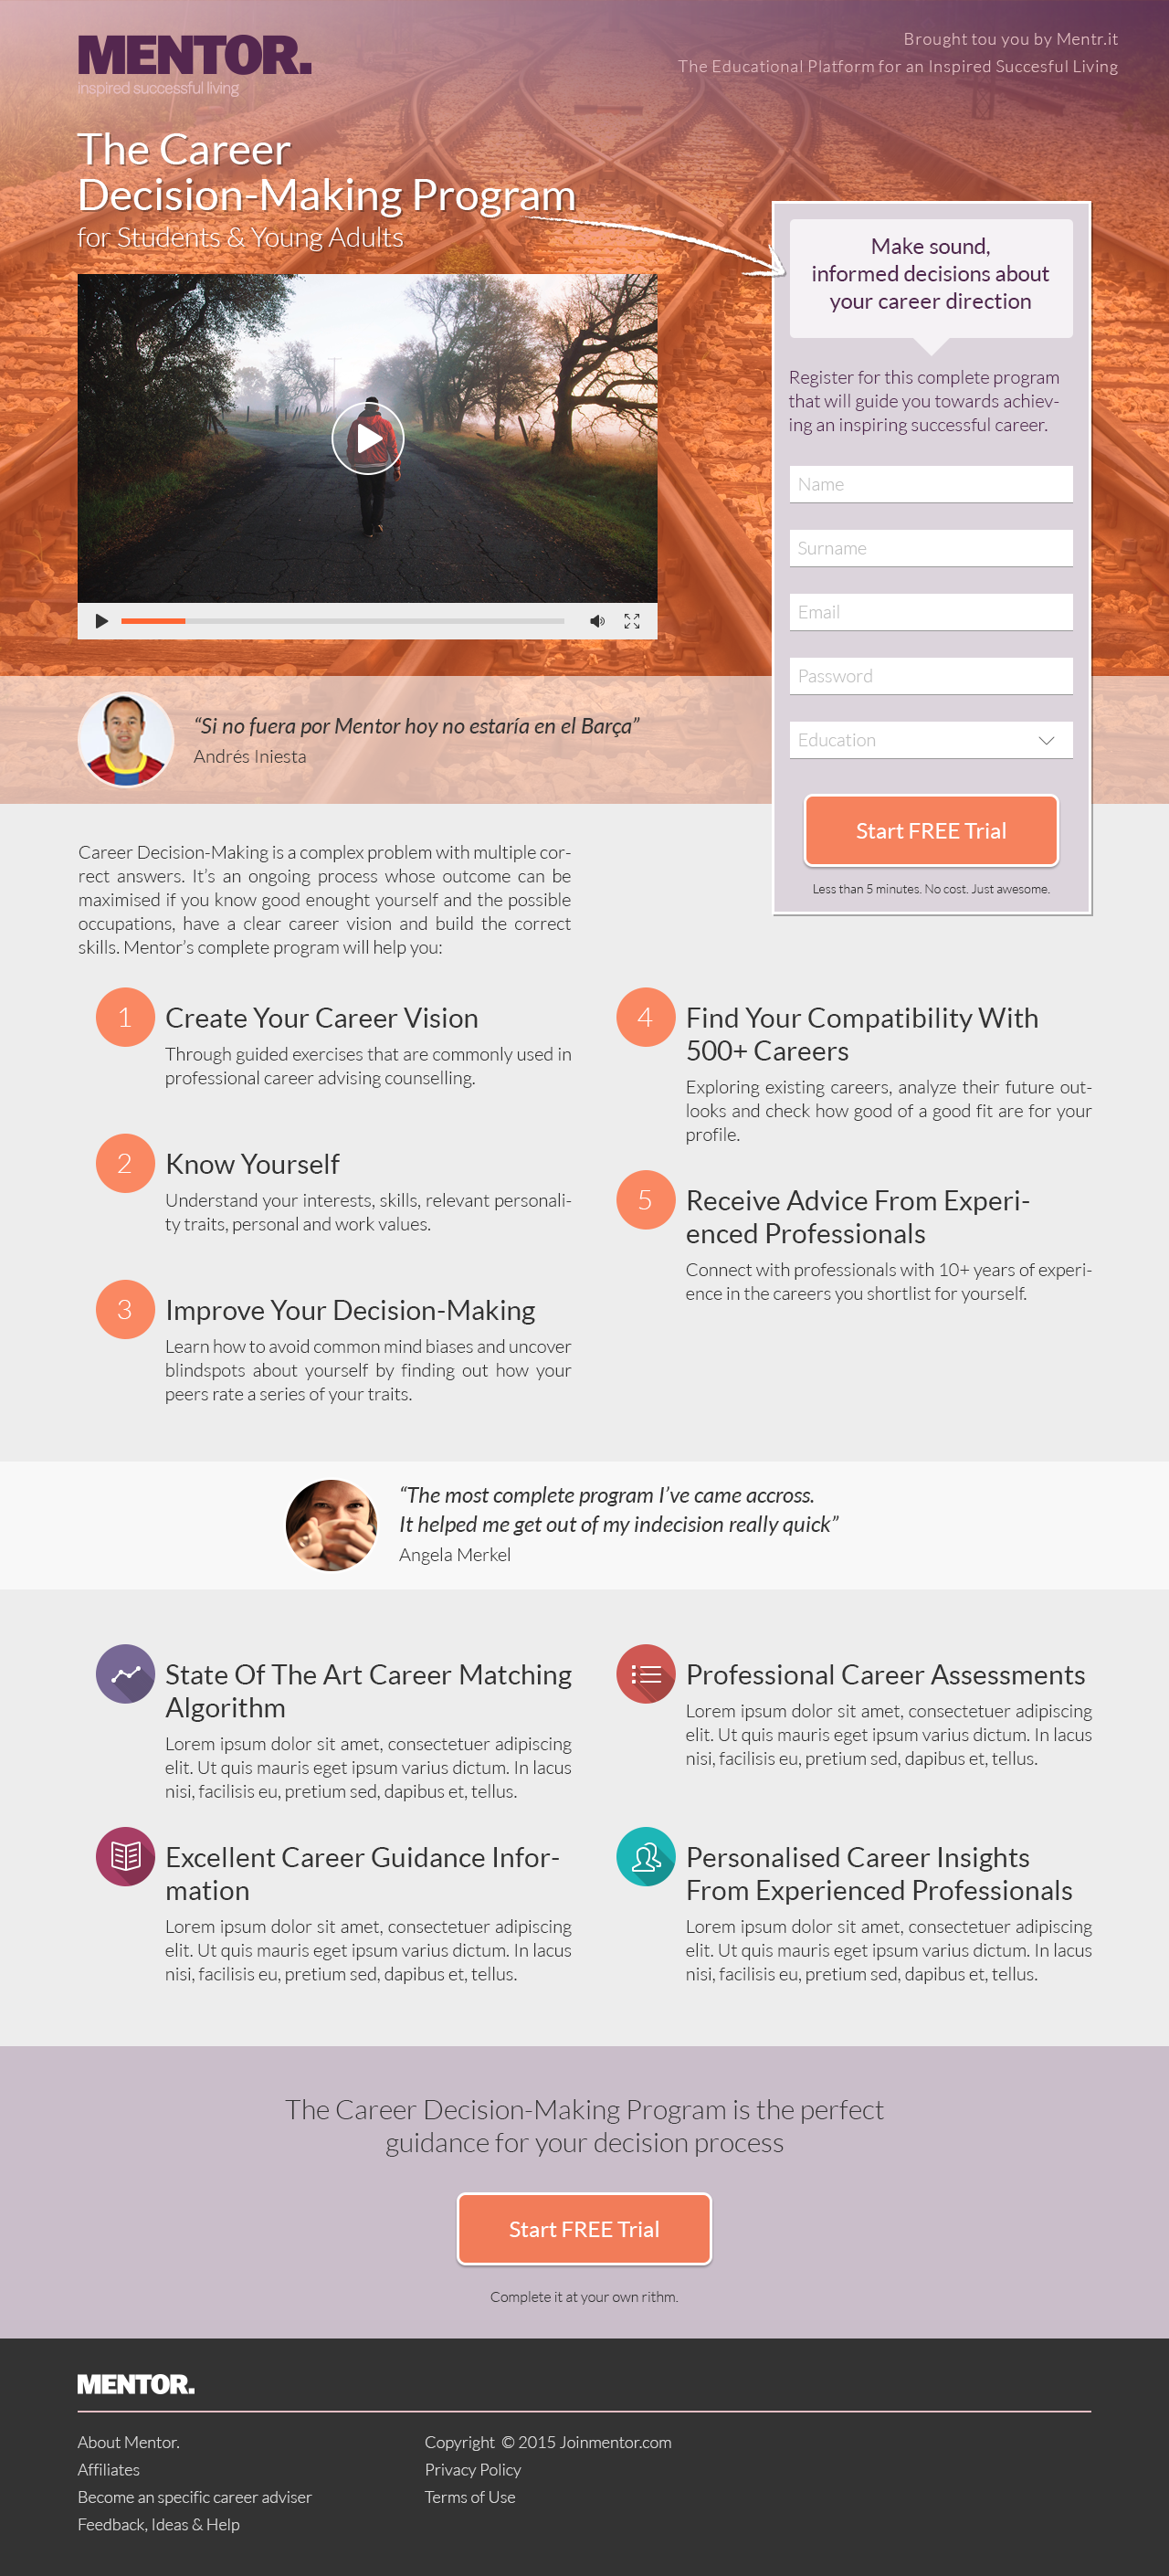 MENTOR.
inspired successful living
Brought tou you by Mentr.it
The Educational Platform for an Inspired Succesful Living
The Career
Decision-Making Program
for Students & Young Adults
Make sound,
informed decisions about
your career direction
Register for this complete program
that will guide you towards achiev-
ing an inspiring successful career.
Name
Surname
Email
Password
Education
Start FREE Trial
Less than 5 minutes. No cost. Just awesome.
“Si no fuera por Mentor hoy no estaría en el Barça”
Andrés Iniesta
Career Decision-Making is a complex problem with multiple cor-
rect answers. It’s an ongoing process whose outcome can be
maximised if you know good enought yourself and the possible
occupations, have a clear career vision and build the correct
skills. Mentor’s complete program will help you:
1
Create Your Career Vision
Through guided exercises that are commonly used in
professional career advising counselling.
2
Know Yourself
Understand your interests, skills, relevant personali-
ty traits, personal and work values.
3
Improve Your Decision-Making
Learn how to avoid common mind biases and uncover
blindspots about yourself by finding out how your
peers rate a series of your traits.
4
Find Your Compatibility With
500+ Careers
Exploring existing careers, analyze their future out-
looks and check how good of a good fit are for your
profile.
5
Receive Advice From Experi-
enced Professionals
Connect with professionals with 10+ years of experi-
ence in the careers you shortlist for yourself.
“The most complete program I’ve came accross.
It helped me get out of my indecision really quick”
Angela Merkel
State Of The Art Career Matching
Algorithm
Lorem ipsum dolor sit amet, consectetuer adipiscing
elit. Ut quis mauris eget ipsum varius dictum. In lacus
nisi, facilisis eu, pretium sed, dapibus et, tellus.
Professional Career Assessments
Lorem ipsum dolor sit amet, consectetuer adipiscing
elit. Ut quis mauris eget ipsum varius dictum. In lacus
nisi, facilisis eu, pretium sed, dapibus et, tellus.
Excellent Career Guidance Infor-
mation
Lorem ipsum dolor sit amet, consectetuer adipiscing
elit. Ut quis mauris eget ipsum varius dictum. In lacus
nisi, facilisis eu, pretium sed, dapibus et, tellus.
Personalised Career Insights
From Experienced Professionals
Lorem ipsum dolor sit amet, consectetuer adipiscing
elit. Ut quis mauris eget ipsum varius dictum. In lacus
nisi, facilisis eu, pretium sed, dapibus et, tellus.
The Career Decision-Making Program is the perfect
guidance for your decision process
Start FREE Trial
Complete it at your own rithm.
MENTOR.
About Mentor.
Affiliates
Become an specific career adviser
Feedback, Ideas & Help
Copyright © 2015 Joinmentor.com
Privacy Policy
Terms of Use